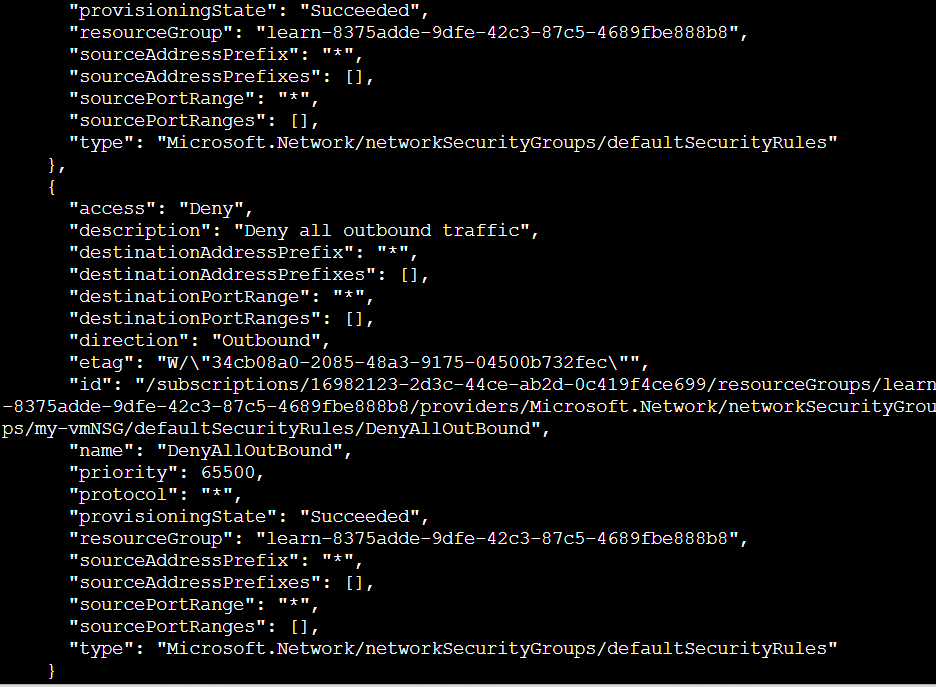 "provisioningState": "Succeeded",
"resourceGroup": "learn-8375adde-9dfe-42c3-87c5-4689fbe888b8",
"sourceAddressPrefix": "*",
"sourceAddressPrefixes": [],
"sourcePortRange": "*",
"sourcePortRanges": [],
"type": "Microsoft.Network/networkSecurityGroups/defaultSecurityRules"
},
{
"access": "Deny",
"description": "Deny all outbound traffic",
"destinationAddressPrefix": "*",
"destinationAddressPrefixes": [],
"destinationPortRange": "*",
"destinationPortRanges": [],
"direction": "Outbound",
"etag": "W/\"34cb08a0-2085-48a3-9175-04500b732fec\"",
"id": "/subscriptions/16982123-2d3c-44ce-ab2d-0c419f4ce699/resourceGroups/learn
-8375adde-9dfe-42c3-87c5-4689fbe888b8/providers/Microsoft.Network/networkSecurityGrou
ps/my-vmNSG/defaultSecurityRules/DenyAllOutBound",
"name": "DenyAllOutBound",
"priority": 65500,
"protocol": "*",
"provisioningState": "Succeeded",
"resourceGroup": "learn-8375adde-9dfe-42c3-87c5-4689fbe888b8",
"sourceAddressPrefix": "*",
"sourceAddressPrefixes": [],
"sourcePortRange": "*",
"sourcePortRanges": [],
"type": "Microsoft.Network/networkSecurityGroups/defaultSecurityRules"
}